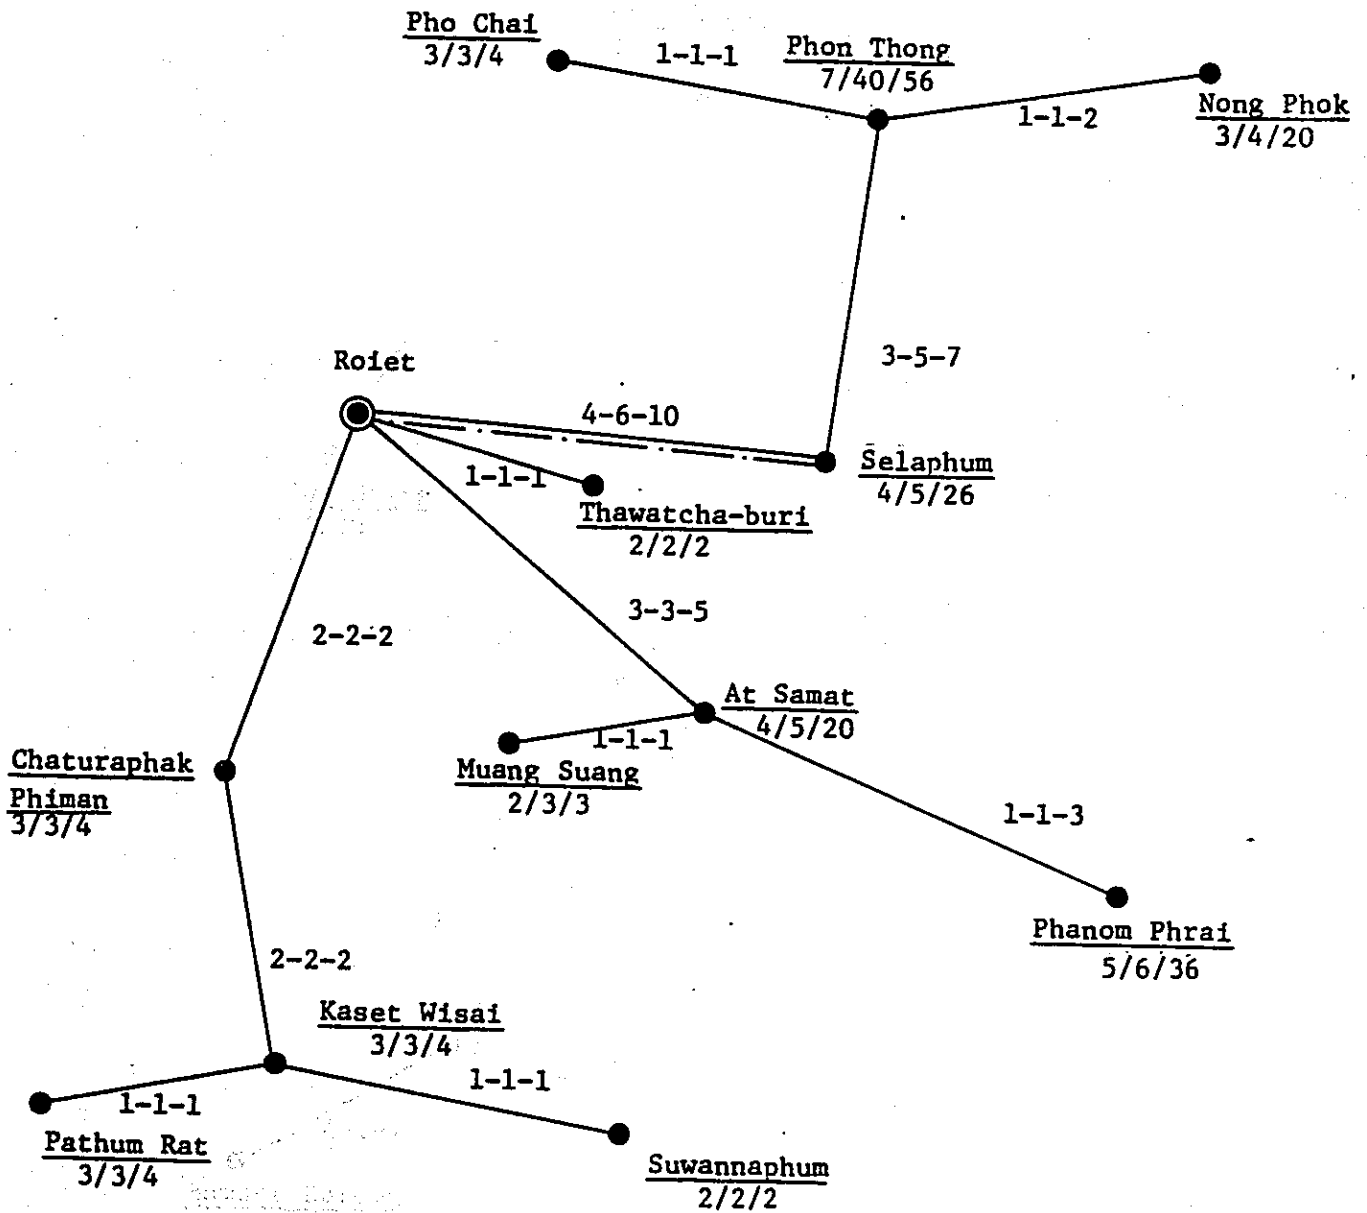 Pho Chai
3/3/4
1-1-1
Phon Thong
7/40/56
1-1-2
Nong Phok
3/4/20
3-5-7
Roiet
4-6-10
Selaphum
4/5/26
1-1-1
Thawatcha-buri
2/2/2
3-3-5
2-2-2
At Samat
4/5/20
1-1-1
Muang Suang
2/3/3
Chaturaphak
Phiman
3/3/4
1-1-3
Phanom Phrai
5/6/36
2-2-2
Kaset Wisai
3/3/4
1-1-1
1-1-1
Pathum Rat
3/3/4
Suwannaphum
2/2/2